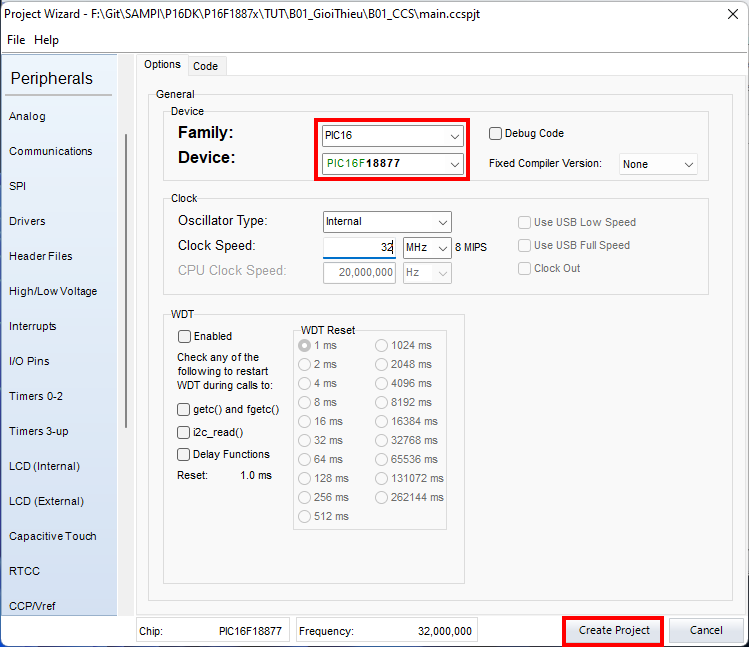 Project Wizard - F:\Git\SAMPI\P16DK\P16F1887x\TUT\B01_GioiThieu\B01_CCS\main.ccspjt
File Help
Peripherals
Analog
Communications
SPI
Drivers
Header Files
High/Low Voltage
Interrupts
I/O Pins
Timers 0-2
Timers 3-up
LCD (Internal)
LCD (External)
Capacitive Touch
RTCC
CCP/Vref
Options Code
General
Device
Family: PIC16
Debug Code
Device: PIC16F18877
Fixed Compiler Version: None
Clock
Oscillator Type: Internal
Use USB Low Speed
Clock Speed: 32 MHz 8 MIPS
Use USB Full Speed
CPU Clock Speed: 20,000,000 Hz
Clock Out
WDT
Enabled
Check any of the
following to restart
WDT during calls to:
getc() and fgetc()
i2c_read()
Delay Functions
Reset: 1.0 ms
WDT Reset
1 ms 1024 ms
2 ms 2048 ms
4 ms 4096 ms
8 ms 8192 ms
16 ms 16384 ms
32 ms 32768 ms
64 ms 65536 ms
128 ms 131072 ms
256 ms 262144 ms
512 ms
Chip: PIC16F18877 Frequency: 32,000,000 Create Project Cancel